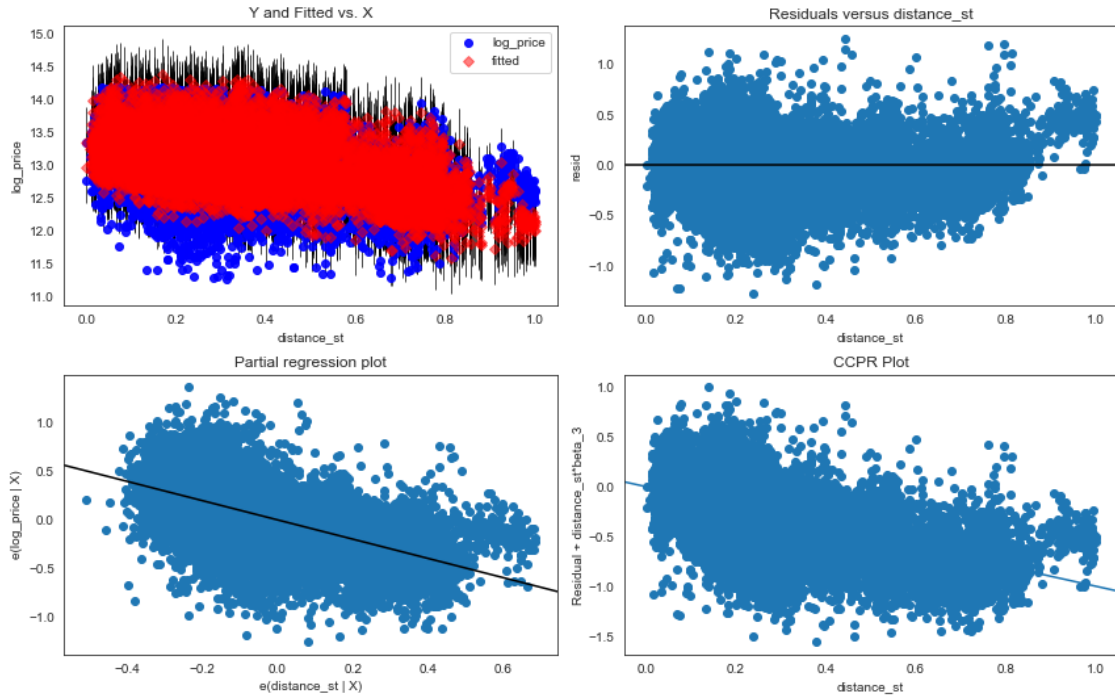 Y and Fitted vs. X
log_price
fitted
15.0
14.5
14.0
13.5
13.0
12.5
12.0
11.5
11.0
log_price
0.0 0.2 0.4 0.6 0.8 1.0
distance_st
Residuals versus distance_st
1.0
0.5
0.0
−0.5
−1.0
resid
0.0 0.2 0.4 0.6 0.8 1.0
distance_st
Partial regression plot
1.0
0.5
0.0
−0.5
−1.0
e(log_price | X)
−0.4 −0.2 0.0 0.2 0.4 0.6
e(distance_st | X)
CCPR Plot
1.0
0.5
0.0
−0.5
−1.0
−1.5
Residual + distance_st*beta_3
0.0 0.2 0.4 0.6 0.8 1.0
distance_st